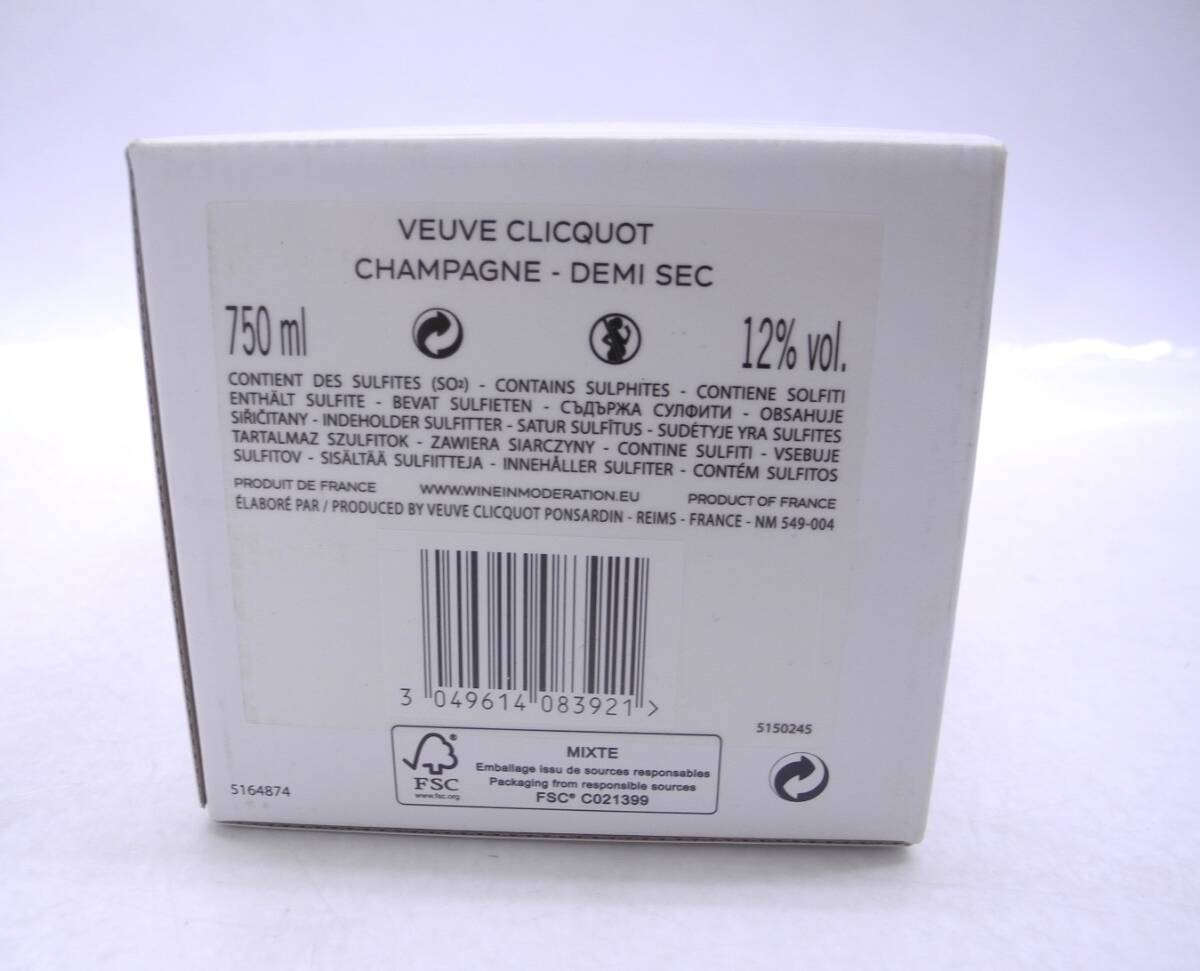 VEUVE CLICQUOT
CHAMPAGNE - DEMI SEC
750 ml 12% vol.
CONTIENT DES SULFITES (SO2) - CONTAINS SULPHITES - CONTIENE SOLFITI
ENTHÄLT SULFITE - BEVAT SULFIETEN - СЪДЪРЖА СУЛФИТИ - OBSAHUJE
SIŘIČITANY - INDEHOLDER SULFITTER - SATUR SULFĪTUS - SUDĖTYJE YRA SULFITES
TARTALMAZ SZULFITOK - ZAWIERA SIARCZYNY - CONTINE SULFITI - VSEBUJE
SULFITOV - SISÄLTÄÄ SULFIITTEJA - INNEHÅLLER SULFITER - CONTÉM SULFITOS
PRODUIT DE FRANCE WWW.WINEINMODERATION.EU PRODUCT OF FRANCE
ÉLABORÉ PAR / PRODUCED BY VEUVE CLICQUOT PONSARDIN - REIMS - FRANCE - NM 549-004
3 049614 083921 >
5150245
FSC®
www.fsc.org
MIXTE
Emballage issu de sources responsables
Packaging from responsible sources
FSC® C021399
5164874